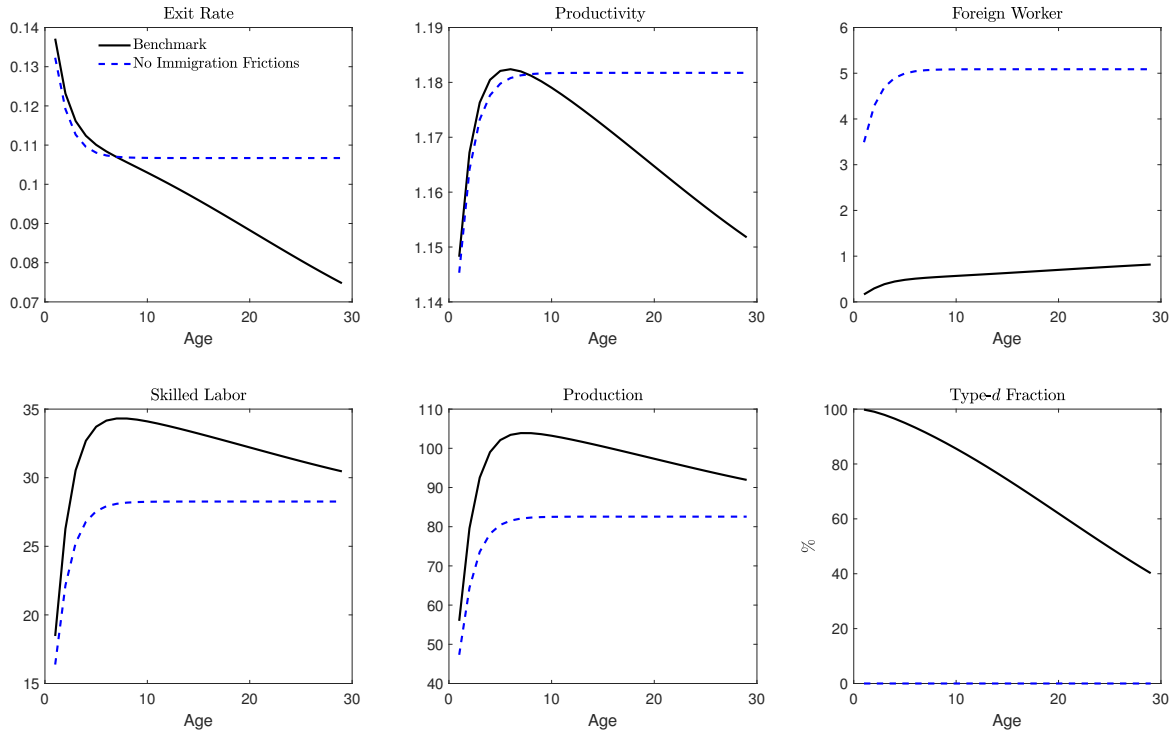 Exit Rate
0.14
0.13
0.12
0.11
0.1
0.09
0.08
0.07
Benchmark
No Immigration Frictions
0 10 20 30
Age
Productivity
1.19
1.18
1.17
1.16
1.15
1.14
0 10 20 30
Age
Foreign Worker
6
5
4
3
2
1
0
0 10 20 30
Age
Skilled Labor
35
30
25
20
15
0 10 20 30
Age
Production
110
100
90
80
70
60
50
40
0 10 20 30
Age
Type-d Fraction
100
80
60
40
20
0
%
0 10 20 30
Age